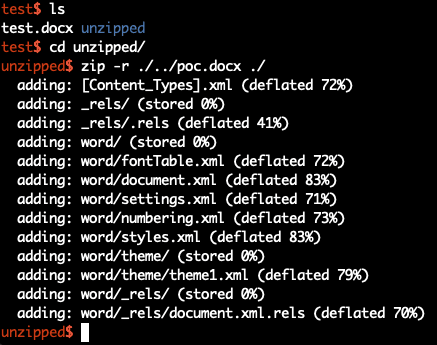 test$ ls
test.docx unzipped
test$ cd unzipped/
unzipped$ zip -r ./../poc.docx ./
  adding: [Content_Types].xml (deflated 72%)
  adding: _rels/ (stored 0%)
  adding: _rels/.rels (deflated 41%)
  adding: word/ (stored 0%)
  adding: word/fontTable.xml (deflated 72%)
  adding: word/document.xml (deflated 83%)
  adding: word/settings.xml (deflated 71%)
  adding: word/numbering.xml (deflated 73%)
  adding: word/styles.xml (deflated 83%)
  adding: word/theme/ (stored 0%)
  adding: word/theme/theme1.xml (deflated 79%)
  adding: word/_rels/ (stored 0%)
  adding: word/_rels/document.xml.rels (deflated 70%)
unzipped$